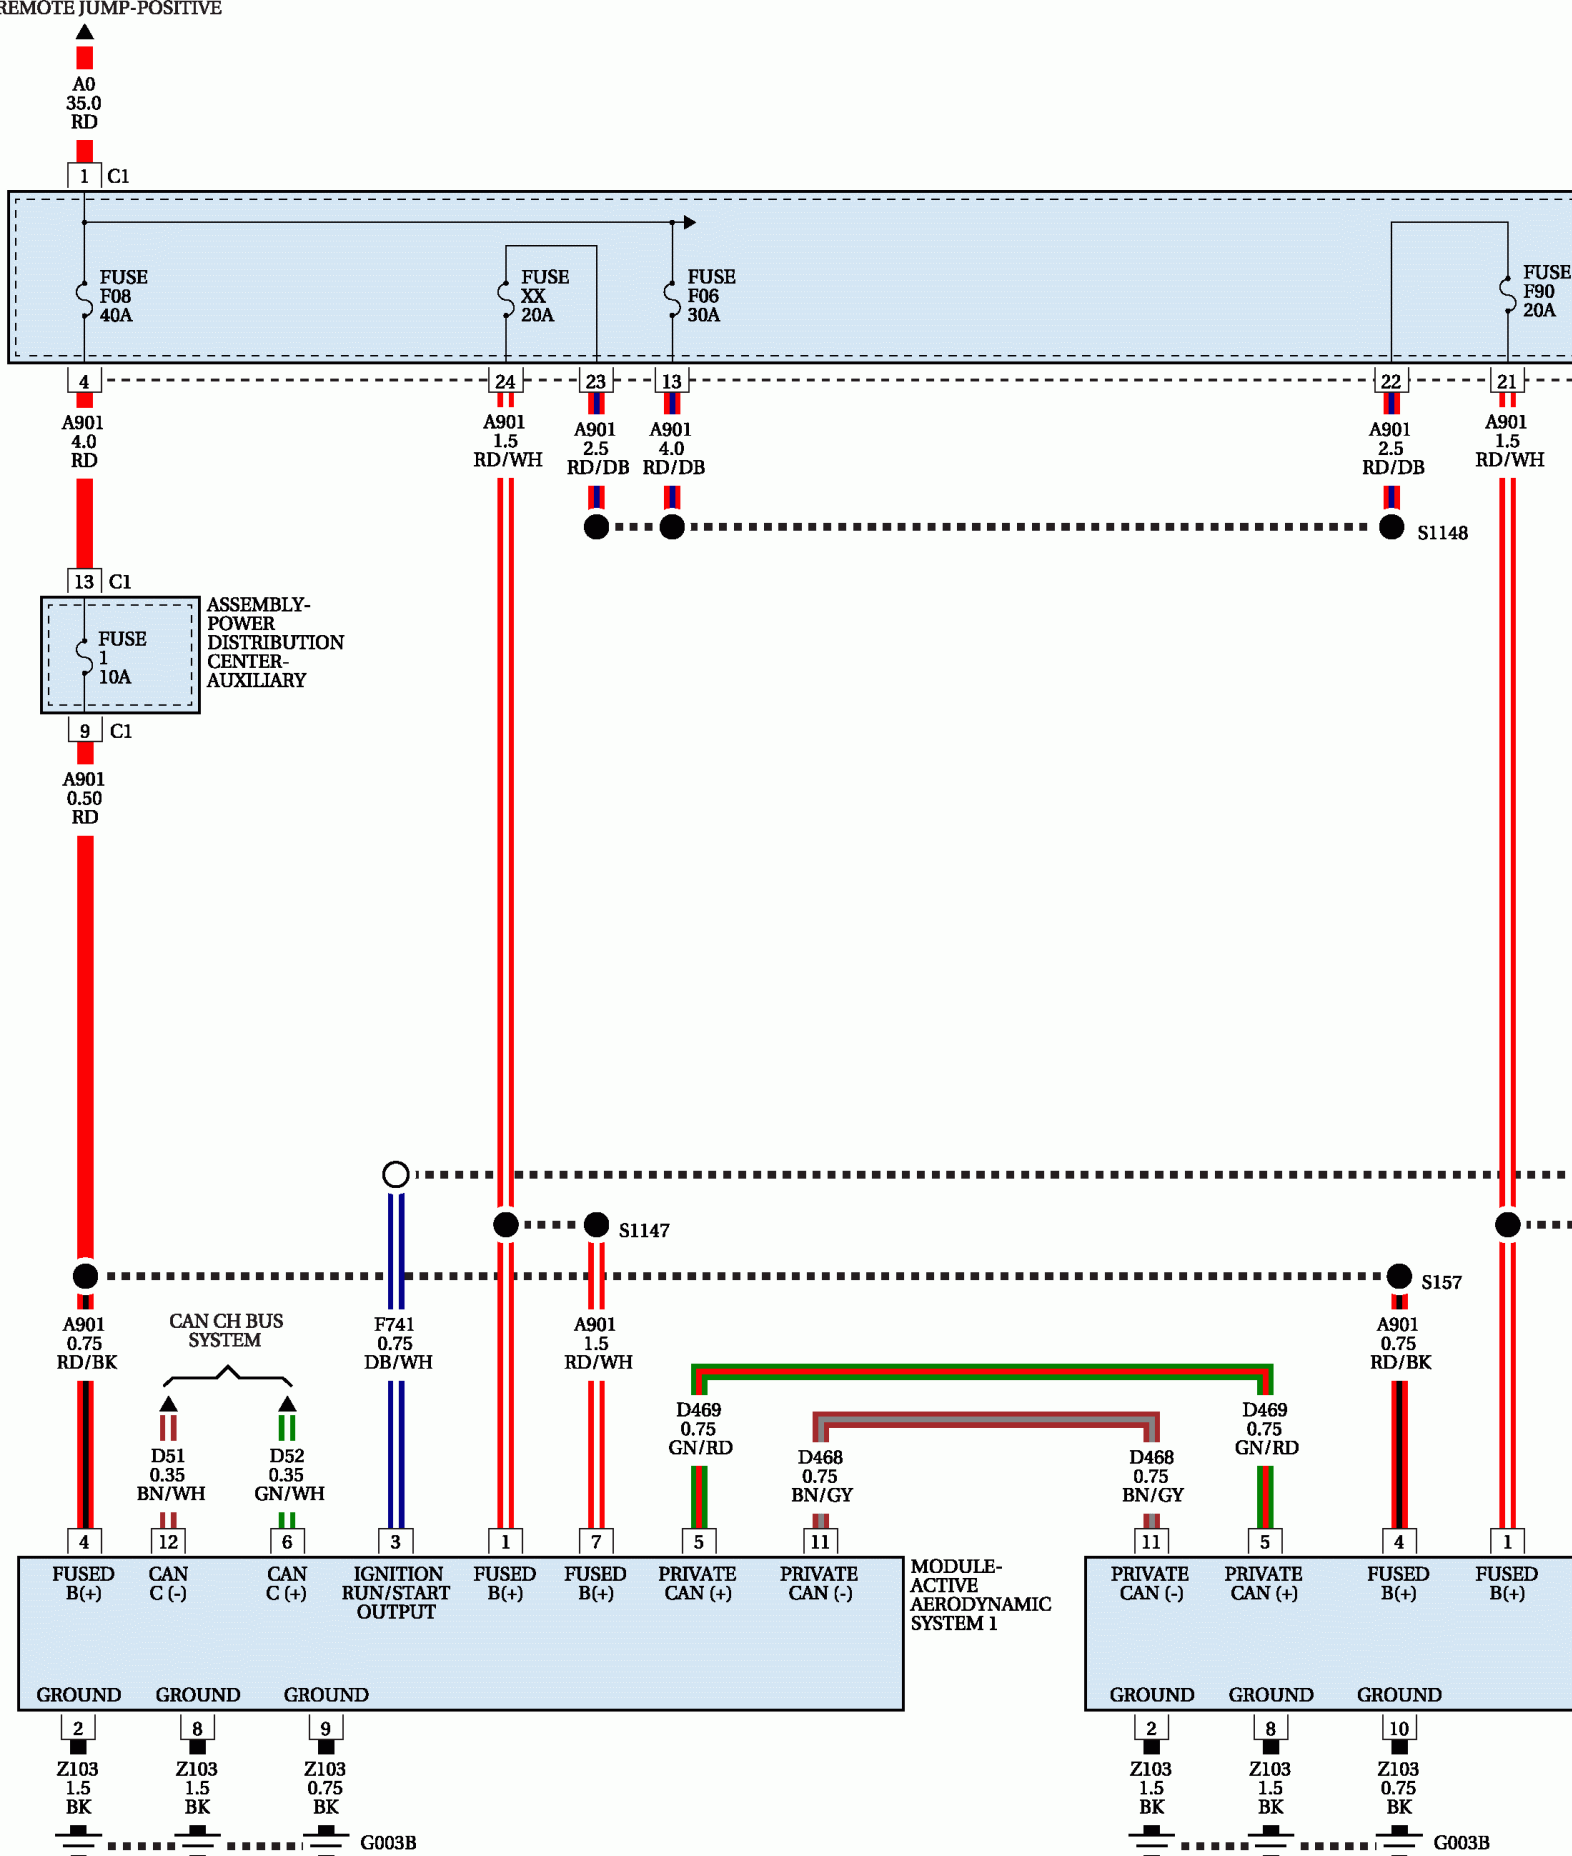 REMOTE JUMP-POSITIVE
A0
35.0
RD
1 C1
FUSE
F08
40A
FUSE
XX
20A
FUSE
F06
30A
FUSE
F90
20A
4 24 23 13 22 21
A901
4.0
RD
A901
1.5
RD/WH
A901
2.5
RD/DB
A901
4.0
RD/DB
A901
2.5
RD/DB
A901
1.5
RD/WH
S1148
13 C1
FUSE
1
10A
ASSEMBLY-
POWER
DISTRIBUTION
CENTER-
AUXILIARY
9 C1
A901
0.50
RD
S1147
S157
A901
0.75
RD/BK
CAN CH BUS
SYSTEM
D51
0.35
BN/WH
D52
0.35
GN/WH
F741
0.75
DB/WH
A901
1.5
RD/WH
D469
0.75
GN/RD
D468
0.75
BN/GY
D468
0.75
BN/GY
D469
0.75
GN/RD
A901
0.75
RD/BK
4 12 6 3 1 7 5 11 11 5 4 1
FUSED
B(+)
CAN
C (-)
CAN
C (+)
IGNITION
RUN/START
OUTPUT
FUSED
B(+)
FUSED
B(+)
PRIVATE
CAN (+)
PRIVATE
CAN (-)
MODULE-
ACTIVE
AERODYNAMIC
SYSTEM 1
PRIVATE
CAN (-)
PRIVATE
CAN (+)
FUSED
B(+)
FUSED
B(+)
GROUND GROUND GROUND
GROUND GROUND GROUND
2 8 9 2 8 10
Z103
1.5
BK
Z103
1.5
BK
Z103
0.75
BK
G003B
Z103
1.5
BK
Z103
1.5
BK
Z103
0.75
BK
G003B